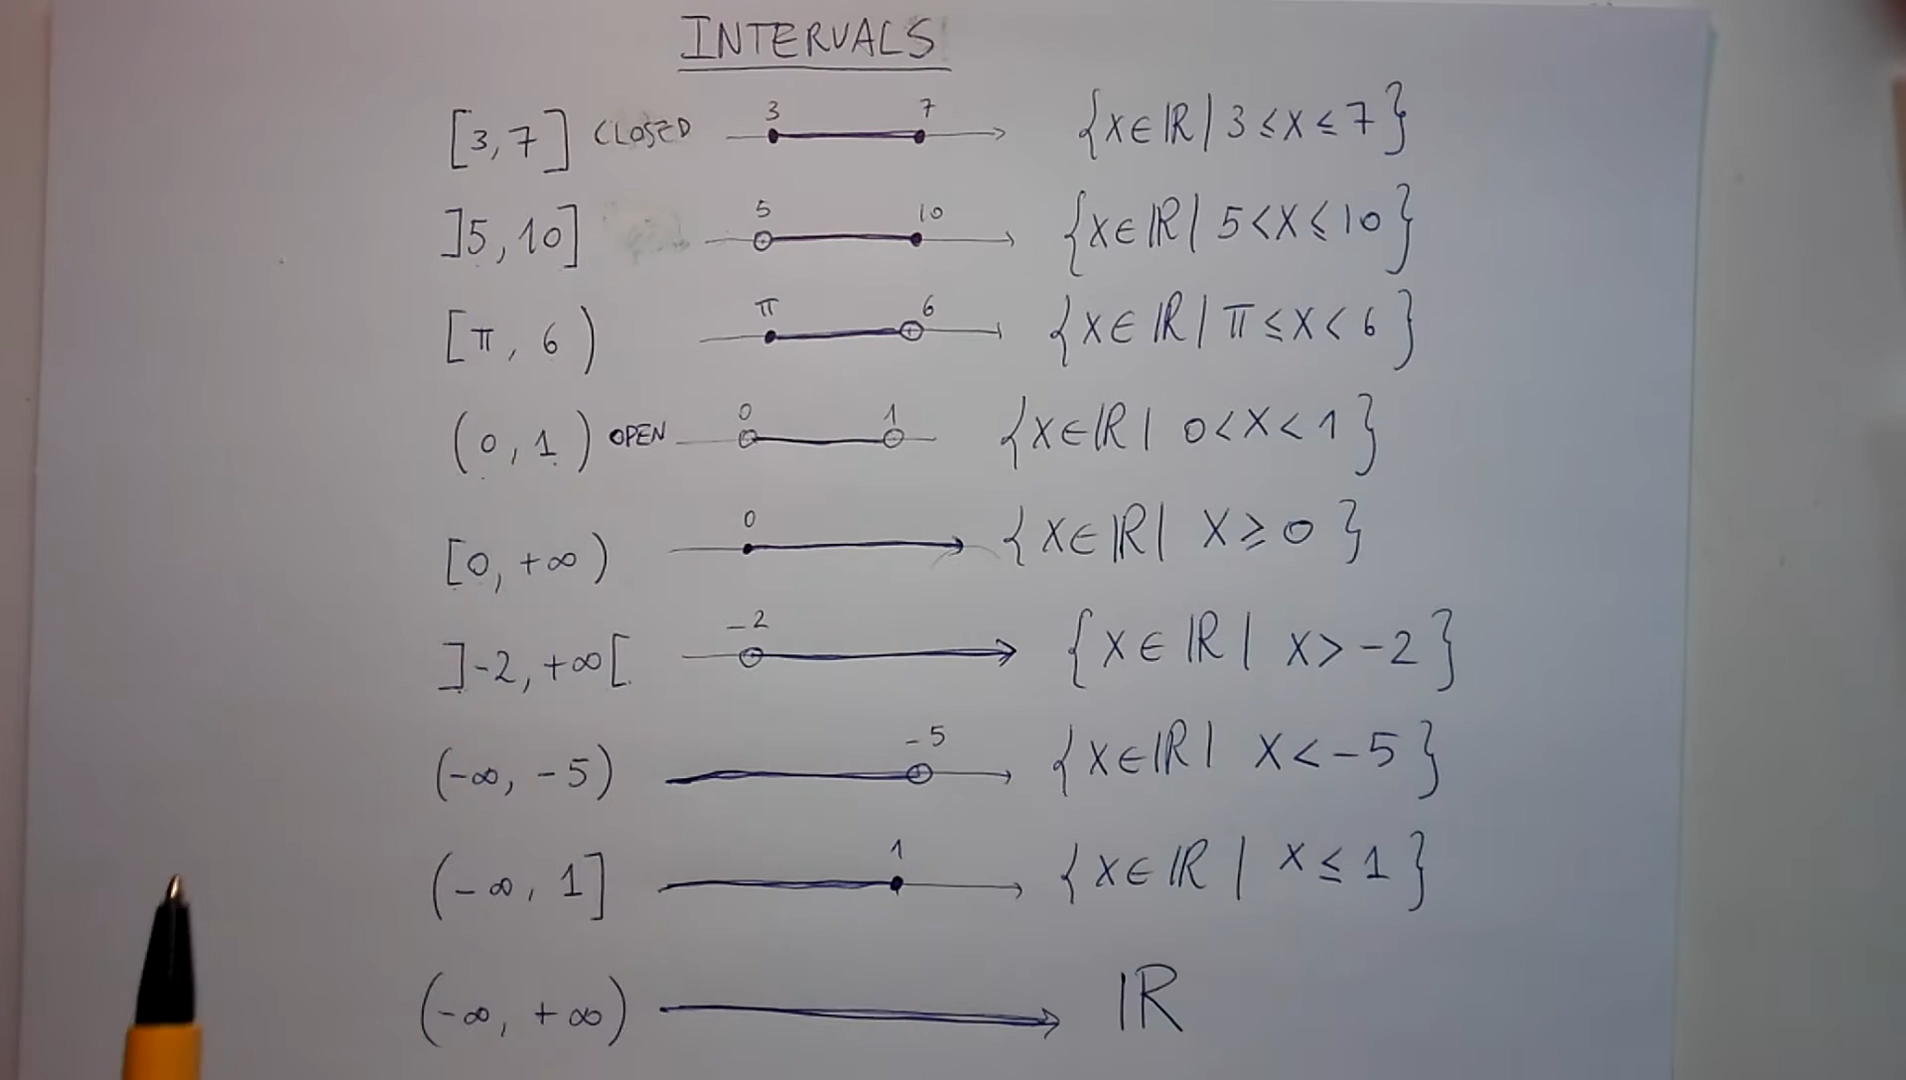 INTERVALS
[3, 7] CLOSED 3 7 {x∈ℝ | 3 ≤ x ≤ 7}
]5, 10] 5 10 {x∈ℝ | 5 < x ≤ 10}
[π, 6) π 6 {x∈ℝ | π ≤ x < 6}
(0, 1) OPEN 0 1 {x∈ℝ | 0 < x < 1}
[0, +∞) 0 {x∈ℝ | x ≥ 0}
]-2, +∞[ -2 {x∈ℝ | x > -2}
(-∞, -5) -5 {x∈ℝ | x < -5}
(-∞, 1] 1 {x∈ℝ | x ≤ 1}
(-∞, +∞) ℝ